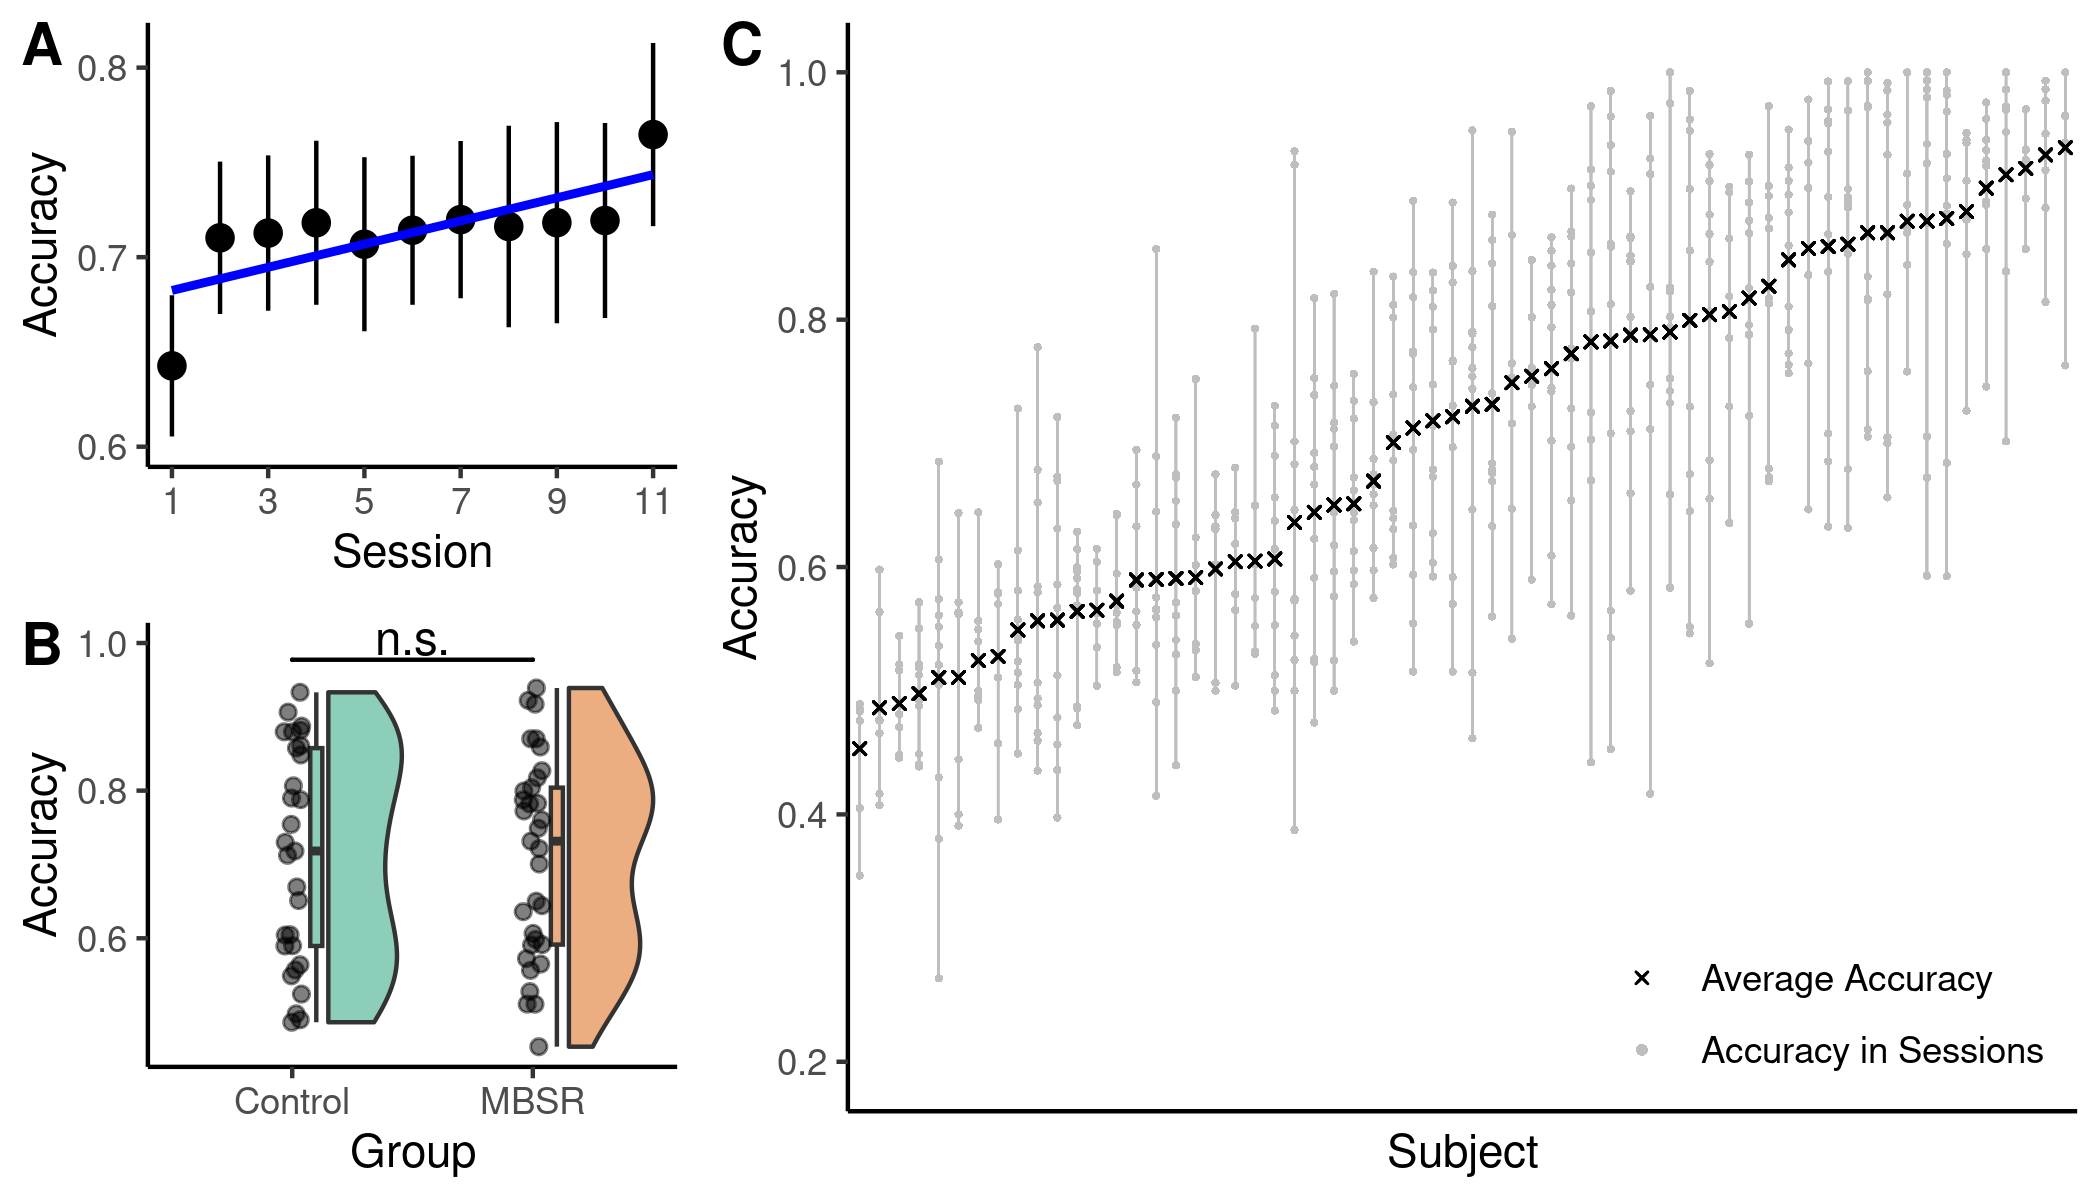 A
Accuracy
0.8
0.7
0.6
1 3 5 7 9 11
Session
B
Accuracy
1.0
0.8
0.6
n.s.
Control MBSR
Group
C
Accuracy
1.0
0.8
0.6
0.4
0.2
Average Accuracy
Accuracy in Sessions
Subject